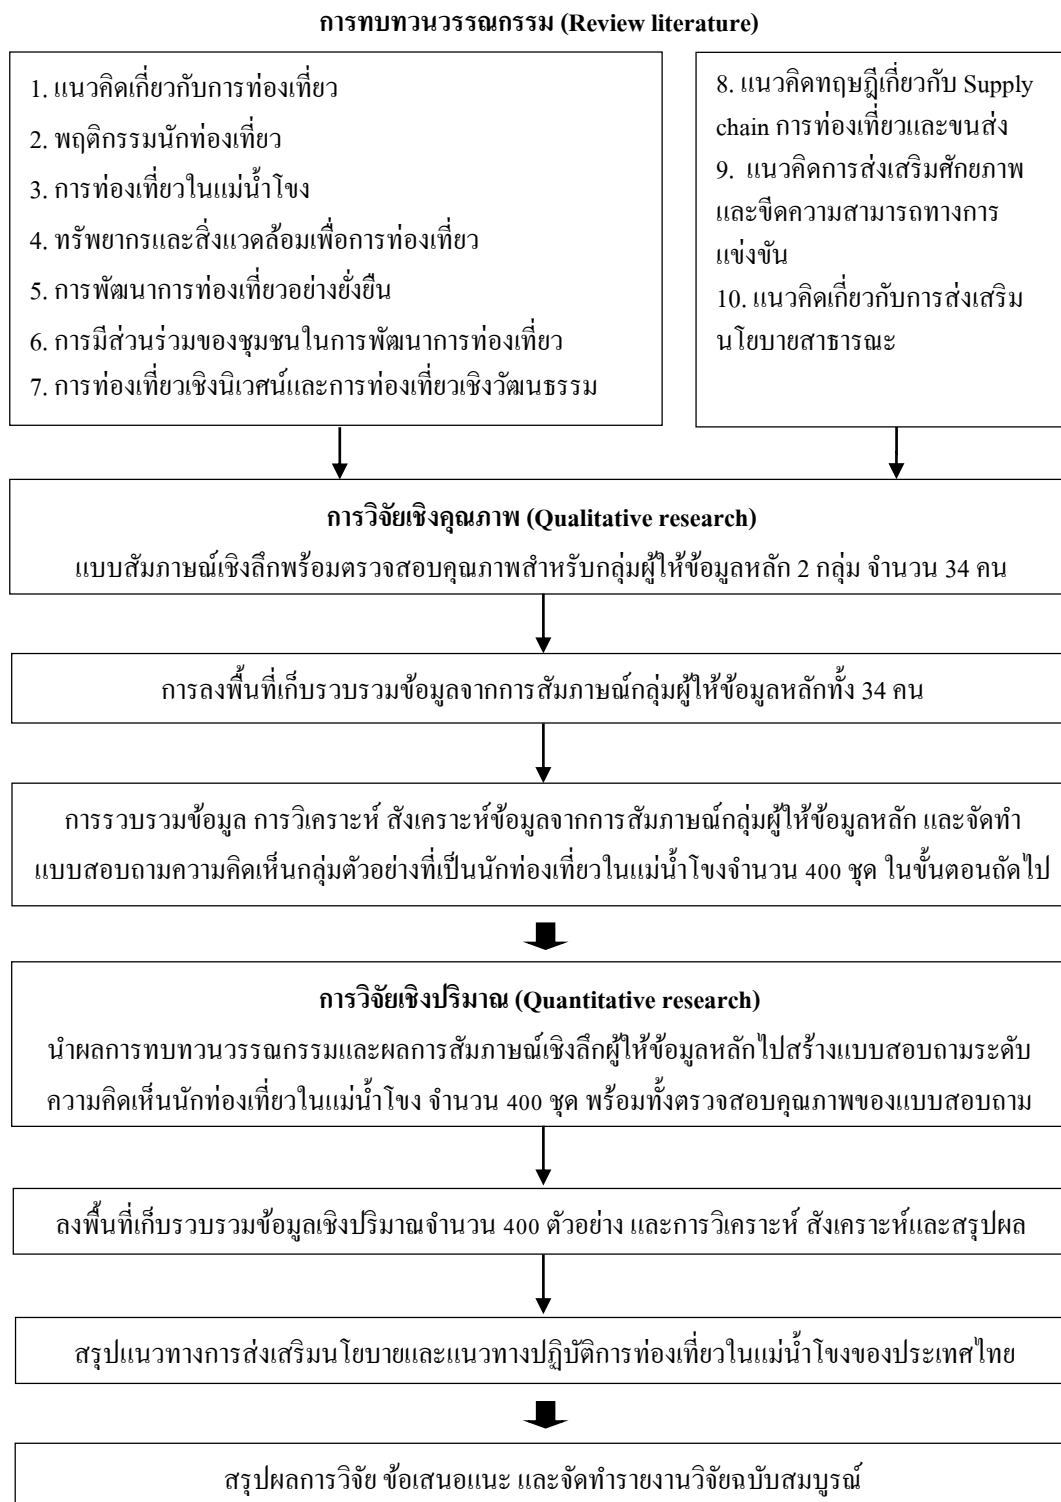 การทบทวนวรรณกรรม (Review literature)
1. แนวคิดเกี่ยวกับการท่องเที่ยว
2. พฤติกรรมนักท่องเที่ยว
3. การท่องเที่ยวในแม่น้ำโขง
4. ทรัพยากรและสิ่งแวดล้อมเพื่อการท่องเที่ยว
5. การพัฒนาการท่องเที่ยวอย่างยั่งยืน
6. การมีส่วนร่วมของชุมชนในการพัฒนาการท่องเที่ยว
7. การท่องเที่ยวเชิงนิเวศน์และการท่องเที่ยวเชิงวัฒนธรรม
8. แนวคิดทฤษฎีเกี่ยวกับ Supply
chain การท่องเที่ยวและขนส่ง
9. แนวคิดการส่งเสริมศักยภาพ
และขีดความสามารถทางการ
แข่งขัน
10. แนวคิดเกี่ยวกับการส่งเสริม
นโยบายสาธารณะ
การวิจัยเชิงคุณภาพ (Qualitative research)
แบบสัมภาษณ์เชิงลึกพร้อมตรวจสอบคุณภาพสำหรับกลุ่มผู้ให้ข้อมูลหลัก 2 กลุ่ม จำนวน 34 คน
การลงพื้นที่เก็บรวบรวมข้อมูลจากการสัมภาษณ์กลุ่มผู้ให้ข้อมูลหลักทั้ง 34 คน
การรวบรวมข้อมูล การวิเคราะห์ สังเคราะห์ข้อมูลจากการสัมภาษณ์กลุ่มผู้ให้ข้อมูลหลัก และจัดทำ
แบบสอบถามความคิดเห็นกลุ่มตัวอย่างที่เป็นนักท่องเที่ยวในแม่น้ำโขงจำนวน 400 ชุด ในขั้นตอนถัดไป
การวิจัยเชิงปริมาณ (Quantitative research)
นำผลการทบทวนวรรณกรรมและผลการสัมภาษณ์เชิงลึกผู้ให้ข้อมูลหลักไปสร้างแบบสอบถามระดับ
ความคิดเห็นนักท่องเที่ยวในแม่น้ำโขง จำนวน 400 ชุด พร้อมทั้งตรวจสอบคุณภาพของแบบสอบถาม
ลงพื้นที่เก็บรวบรวมข้อมูลเชิงปริมาณจำนวน 400 ตัวอย่าง และการวิเคราะห์ สังเคราะห์และสรุปผล
สรุปแนวทางการส่งเสริมนโยบายและแนวทางปฏิบัติการท่องเที่ยวในแม่น้ำโขงของประเทศไทย
สรุปผลการวิจัย ข้อเสนอแนะ และจัดทำรายงานวิจัยฉบับสมบูรณ์